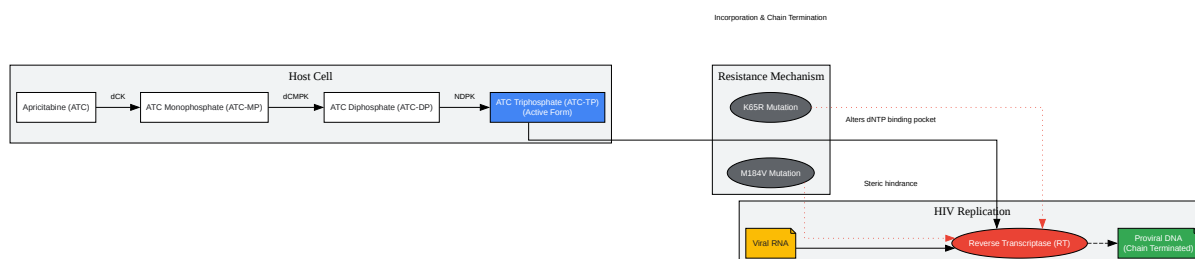 Incorporation & Chain Termination
Host Cell
Apricitabine (ATC)
dCK
ATC Monophosphate (ATC-MP)
dCMPK
ATC Diphosphate (ATC-DP)
NDPK
ATC Triphosphate (ATC-TP)
(Active Form)
Resistance Mechanism
K65R Mutation
Alters dNTP binding pocket
M184V Mutation
Steric hindrance
HIV Replication
Viral RNA
Reverse Transcriptase (RT)
Proviral DNA
(Chain Terminated)